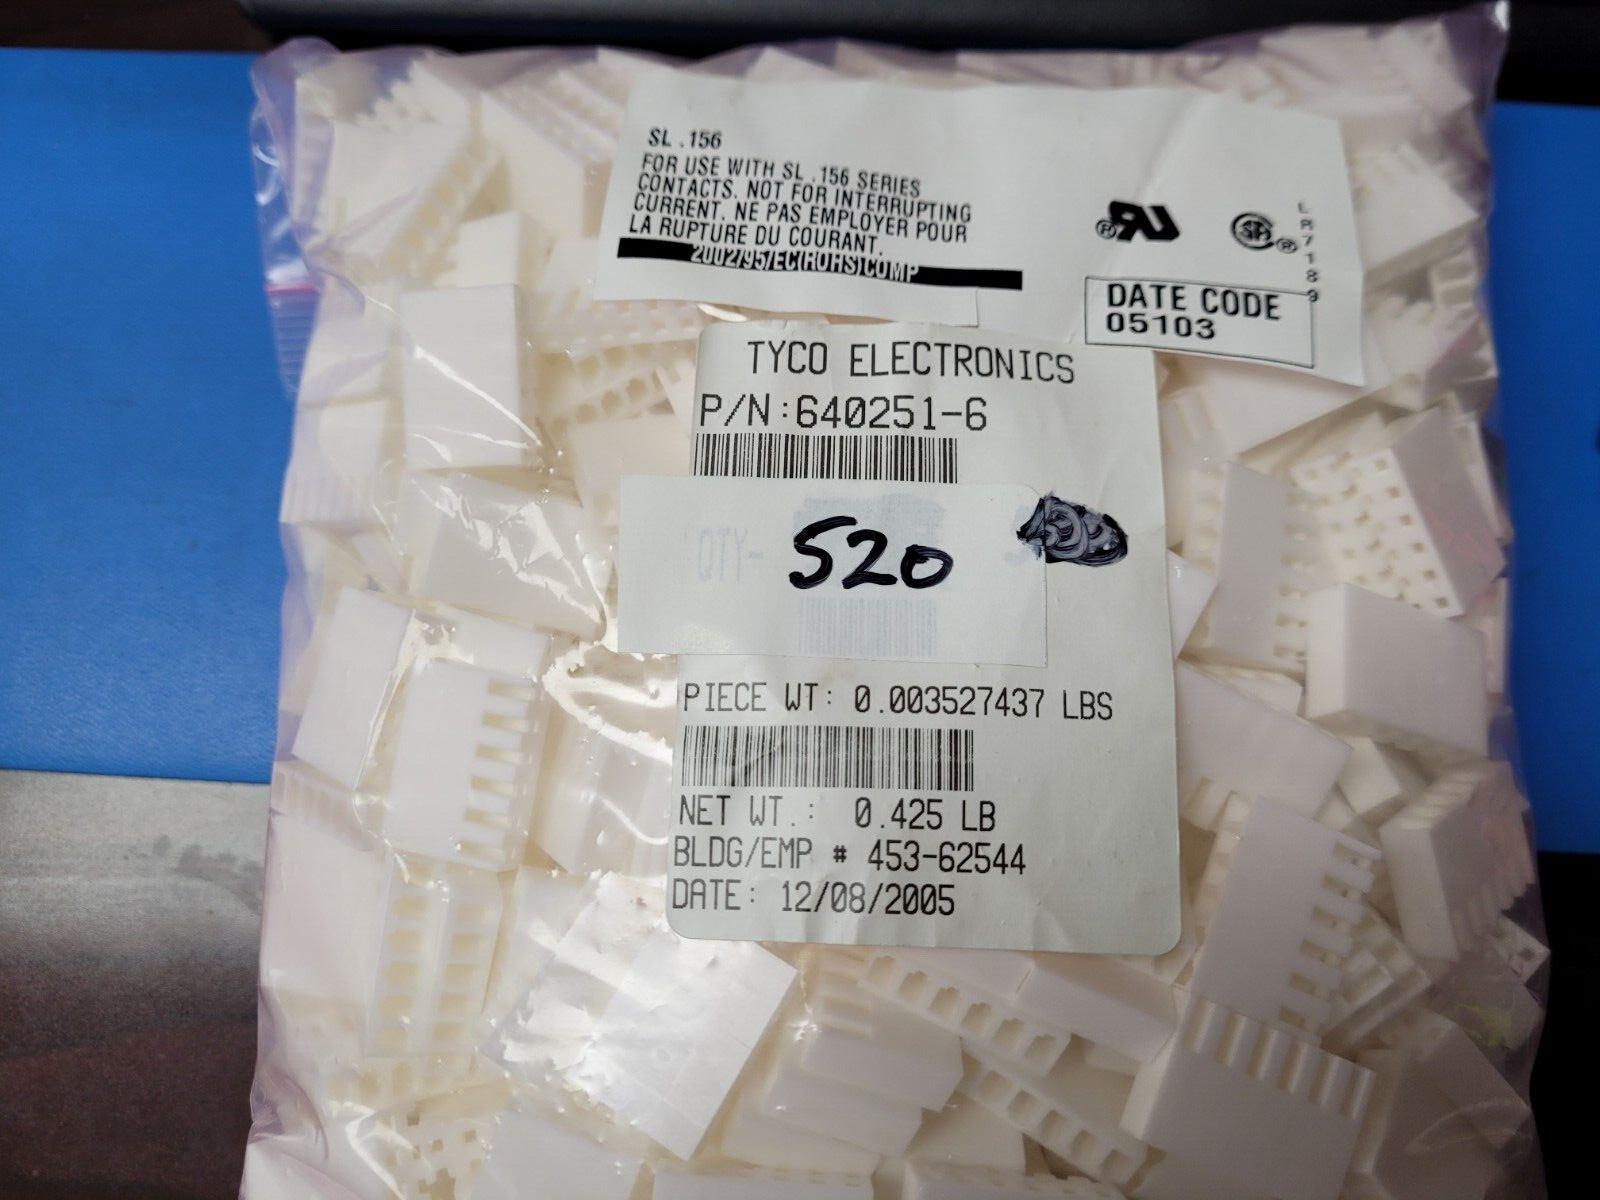 SL .156
FOR USE WITH SL .156 SERIES
CONTACTS. NOT FOR INTERRUPTING
CURRENT. NE PAS EMPLOYER POUR
LA RUPTURE DU COURANT.
2002/95/EC(ROHS)COMP
LR7189
DATE CODE
05103
TYCO ELECTRONICS
P/N:640251-6
QTY- 520
PIECE WT: 0.003527437 LBS
NET WT.: 0.425 LB
BLDG/EMP # 453-62544
DATE: 12/08/2005